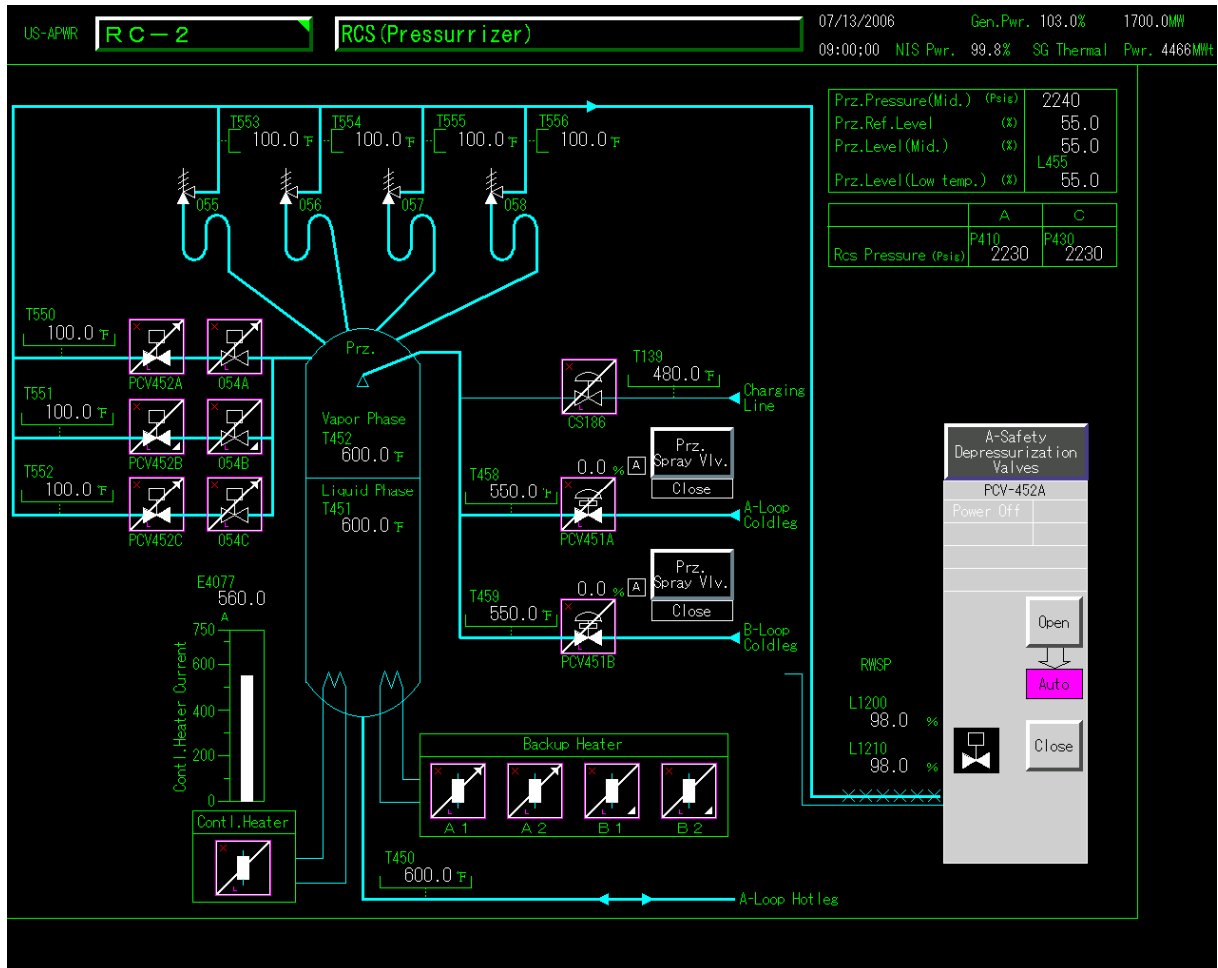 US-APWR RC-2 RCS(Pressurrizer) 07/13/2006 Gen.Pwr. 103.0% 1700.0MW
09:00;00 NIS Pwr. 99.8% SG Thermal Pwr. 4466MWt
Prz.Pressure(Mid.) (Psig) 2240
Prz.Ref.Level (%) 55.0
Prz.Level(Mid.) (%) 55.0
L455
Prz.Level(Low temp.) (%) 55.0
A C
P410 P430
Rcs Pressure (Psig) 2230 2230
T553 T554 T555 T556
100.0 ℉ 100.0 ℉ 100.0 ℉ 100.0 ℉
055 056 057 058
T550
100.0 ℉
PCV452A 054A
T551
100.0 ℉
PCV452B 054B
T552
100.0 ℉
PCV452C 054C
Prz.
Vapor Phase
T452
600.0 ℉
Liquid Phase
T451
600.0 ℉
T139
480.0 ℉
CS186
Charging
Line
Prz.
Spray Vlv.
Close
0.0 % A
T458
550.0 ℉
PCV451A
A-Loop
Coldleg
Prz.
Spray Vlv.
Close
0.0 % A
T459
550.0 ℉
PCV451B
B-Loop
Coldleg
E4077
560.0
A
750
600
400
200
0
Contl.Heater Current
Contl.Heater
L
Backup Heater
A1 A2 B1 B2
T450
600.0 ℉
A-Loop Hotleg
RWSP
L1200
98.0 %
L1210
98.0 %
A-Safety
Depressurization
Valves
PCV-452A
Power Off
Open
Auto
Close